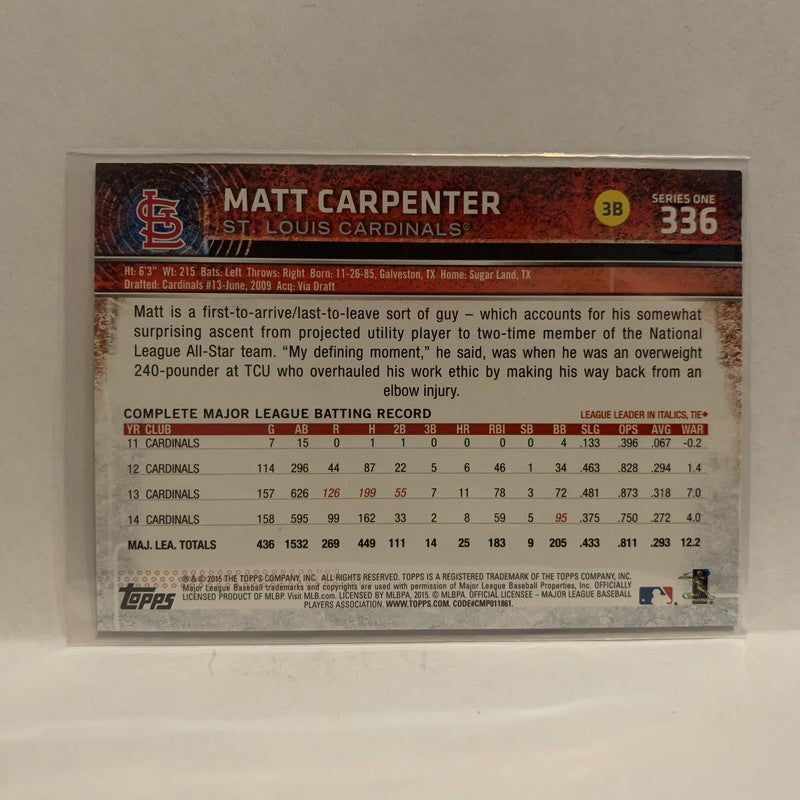 STL MATT CARPENTER 3B SERIES ONE
ST. LOUIS CARDINALS® 336
Ht: 6'3" Wt: 215 Bats: Left Throws: Right Born: 11-26-85, Galveston, TX Home: Sugar Land, TX
Drafted: Cardinals #13-June, 2009 Acq: Via Draft
Matt is a first-to-arrive/last-to-leave sort of guy – which accounts for his somewhat
surprising ascent from projected utility player to two-time member of the National
League All-Star team. “My defining moment,” he said, was when he was an overweight
240-pounder at TCU who overhauled his work ethic by making his way back from an
elbow injury.
COMPLETE MAJOR LEAGUE BATTING RECORD LEAGUE LEADER IN ITALICS, TIE◆
YR CLUB G AB R H 2B 3B HR RBI SB BB SLG OPS AVG WAR
11 CARDINALS 7 15 0 1 1 0 0 0 0 4 .133 .396 .067 -0.2
12 CARDINALS 114 296 44 87 22 5 6 46 1 34 .463 .828 .294 1.4
13 CARDINALS 157 626 126 199 55 7 11 78 3 72 .481 .873 .318 7.0
14 CARDINALS 158 595 99 162 33 2 8 59 5 95 .375 .750 .272 4.0
MAJ. LEA. TOTALS 436 1532 269 449 111 14 25 183 9 205 .433 .811 .293 12.2
® & © 2015 THE TOPPS COMPANY, INC. ALL RIGHTS RESERVED. TOPPS IS A REGISTERED TRADEMARK OF THE TOPPS COMPANY, INC.
Major League Baseball trademarks and copyrights are used with permission of Major League Baseball Properties, Inc. OFFICIALLY
TOPPS LICENSED PRODUCT OF MLBP. Visit MLB.com. LICENSED BY MLBPA, 2015. © MLBPA. OFFICIAL LICENSEE – MAJOR LEAGUE BASEBALL
PLAYERS ASSOCIATION. WWW.TOPPS.COM. CODE#CMP011861.